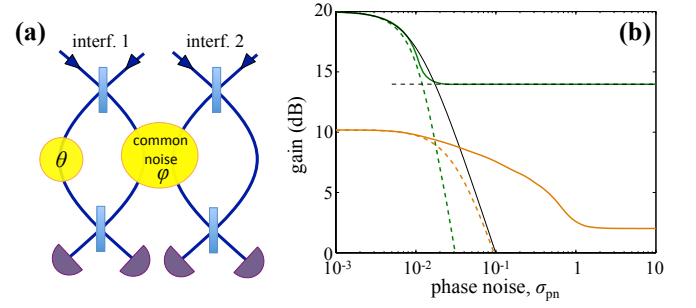 (a)
interf. 1 interf. 2
θ
common
noise
φ
(b)
gain (dB)
20
15
10
5
0
10⁻³ 10⁻² 10⁻¹ 1 10
phase noise, σpn